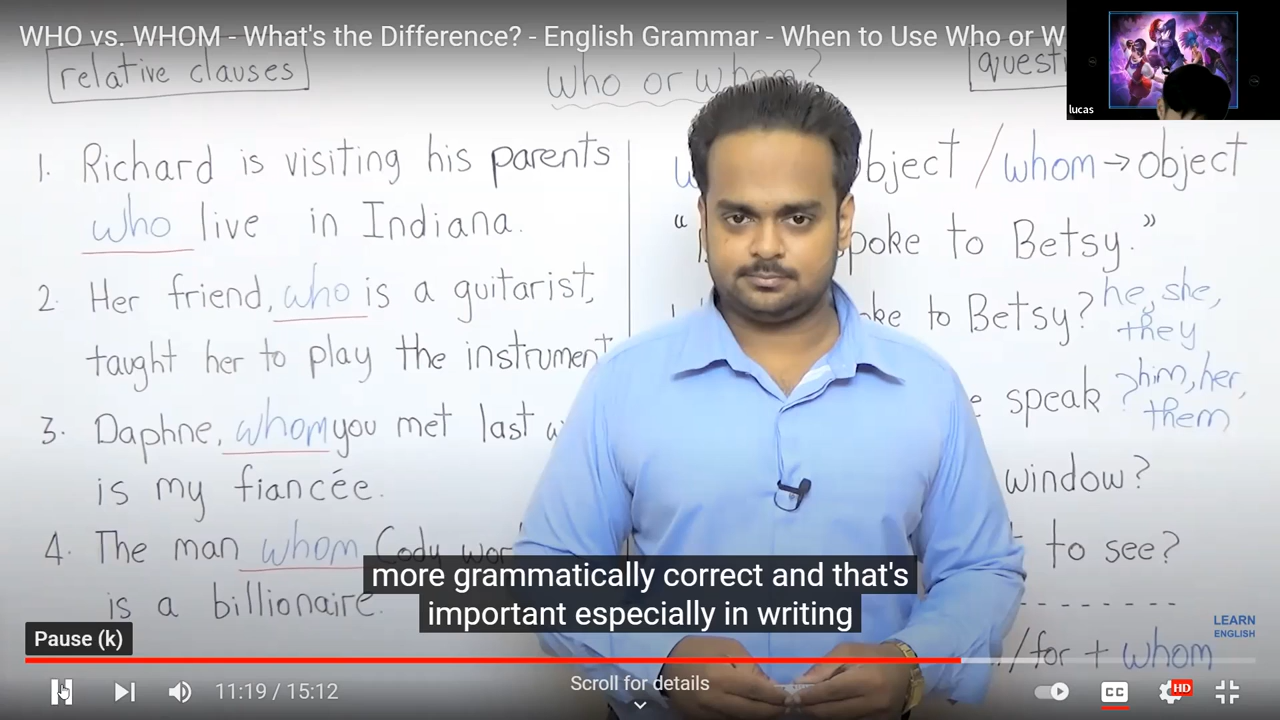 WHO vs. WHOM - What's the Difference? - English Grammar - When to Use Who or W
lucas
relative clauses
who or whom?
questi
1. Richard is visiting his parents
who live in Indiana.
2. Her friend, who is a guitarist,
taught her to play the instrument
3. Daphne, whom you met last w
is my fiancée.
4. The man whom Cody wor
is a billionaire.
bject / whom → object
poke to Betsy."
ke to Betsy? he, she,
they
e speak? him, her,
them
window?
to see?
/for + whom
more grammatically correct and that's
important especially in writing
LEARN
ENGLISH
Pause (k)
11:19 / 15:12
Scroll for details
CC
HD